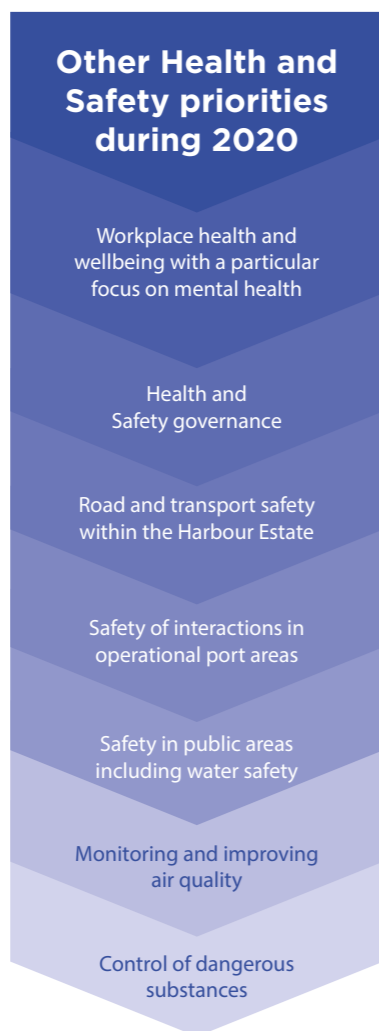 Other Health and
Safety priorities
during 2020
Workplace health and
wellbeing with a particular
focus on mental health
Health and
Safety governance
Road and transport safety
within the Harbour Estate
Safety of interactions in
operational port areas
Safety in public areas
including water safety
Monitoring and improving
air quality
Control of dangerous
substances